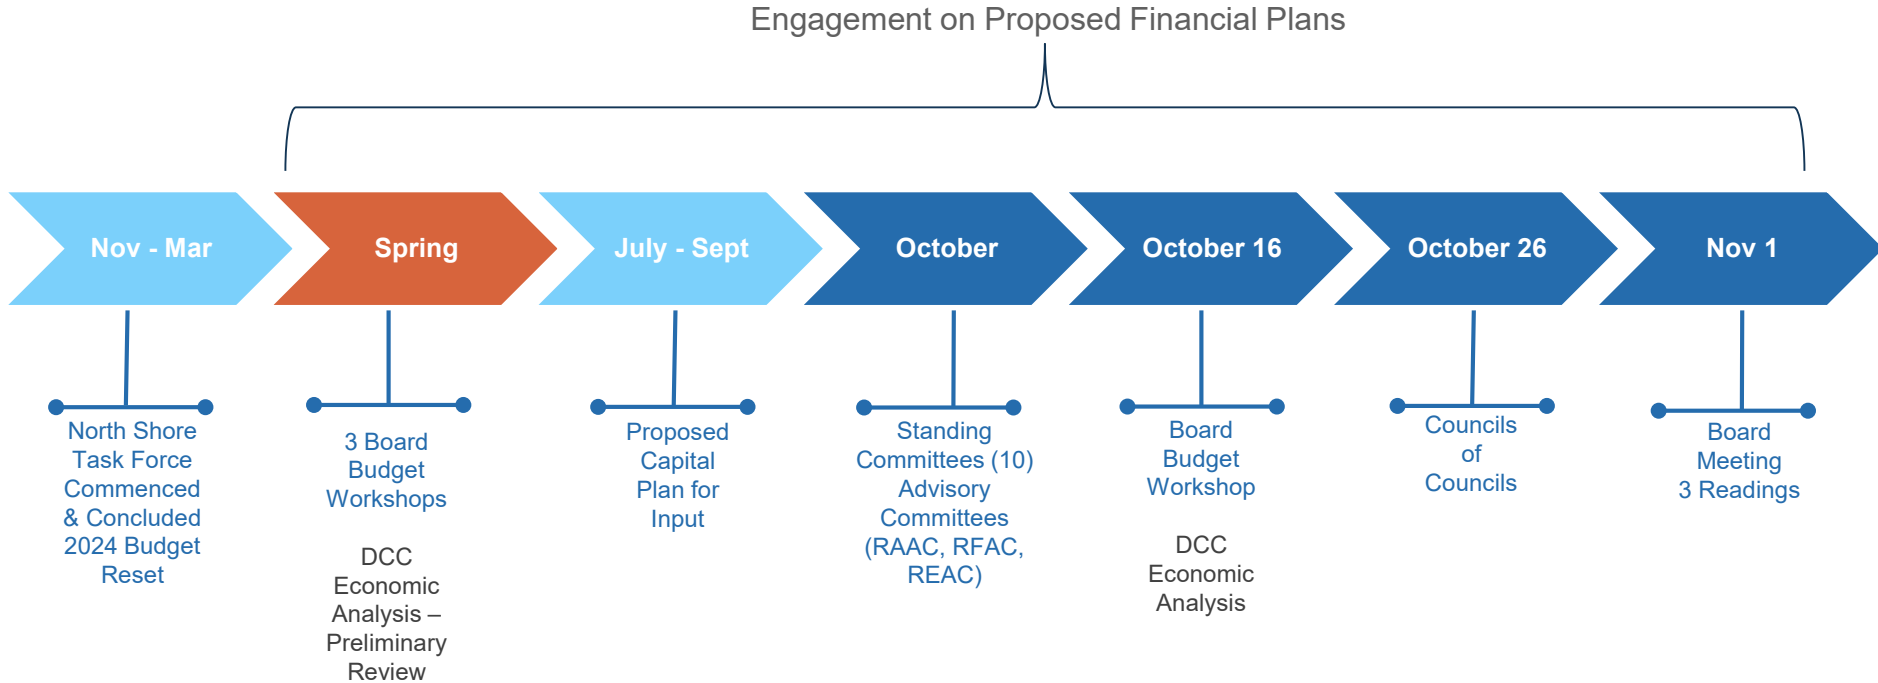 Engagement on Proposed Financial Plans
Nov - Mar
Spring
July - Sept
October
October 16
October 26
Nov 1
North Shore
Task Force
Commenced
& Concluded
2024 Budget
Reset
3 Board
Budget
Workshops
DCC
Economic
Analysis –
Preliminary
Review
Proposed
Capital
Plan for
Input
Standing
Committees (10)
Advisory
Committees
(RAAC, RFAC,
REAC)
Board
Budget
Workshop
DCC
Economic
Analysis
Councils
of
Councils
Board
Meeting
3 Readings